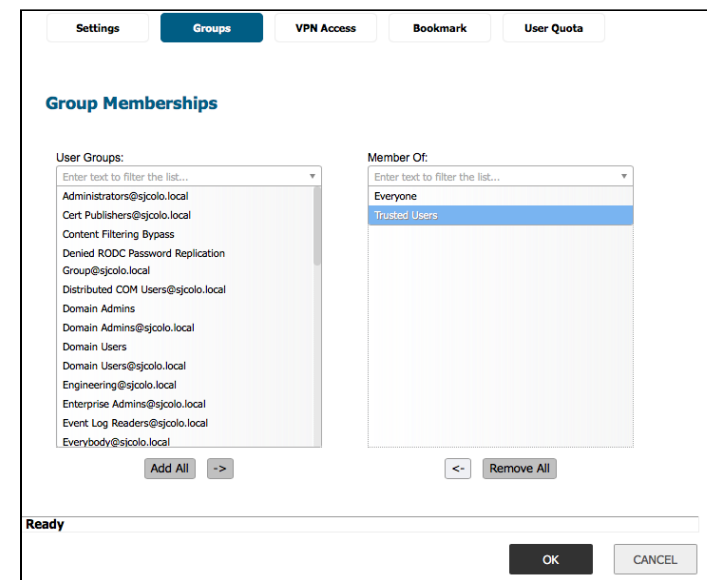 Settings Groups VPN Access Bookmark User Quota
Group Memberships
User Groups:
Enter text to filter the list...
Administrators@sjcolo.local
Cert Publishers@sjcolo.local
Content Filtering Bypass
Denied RODC Password Replication
Group@sjcolo.local
Distributed COM Users@sjcolo.local
Domain Admins
Domain Admins@sjcolo.local
Domain Users
Domain Users@sjcolo.local
Engineering@sjcolo.local
Enterprise Admins@sjcolo.local
Event Log Readers@sjcolo.local
Everybody@sjcolo.local
Add All ->
Member Of:
Enter text to filter the list...
Everyone
Trusted Users
<- Remove All
Ready
OK CANCEL